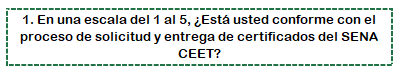 1. En una escala del 1 al 5, ¿Está usted conforme con el
proceso de solicitud y entrega de certificados del SENA
CEET?